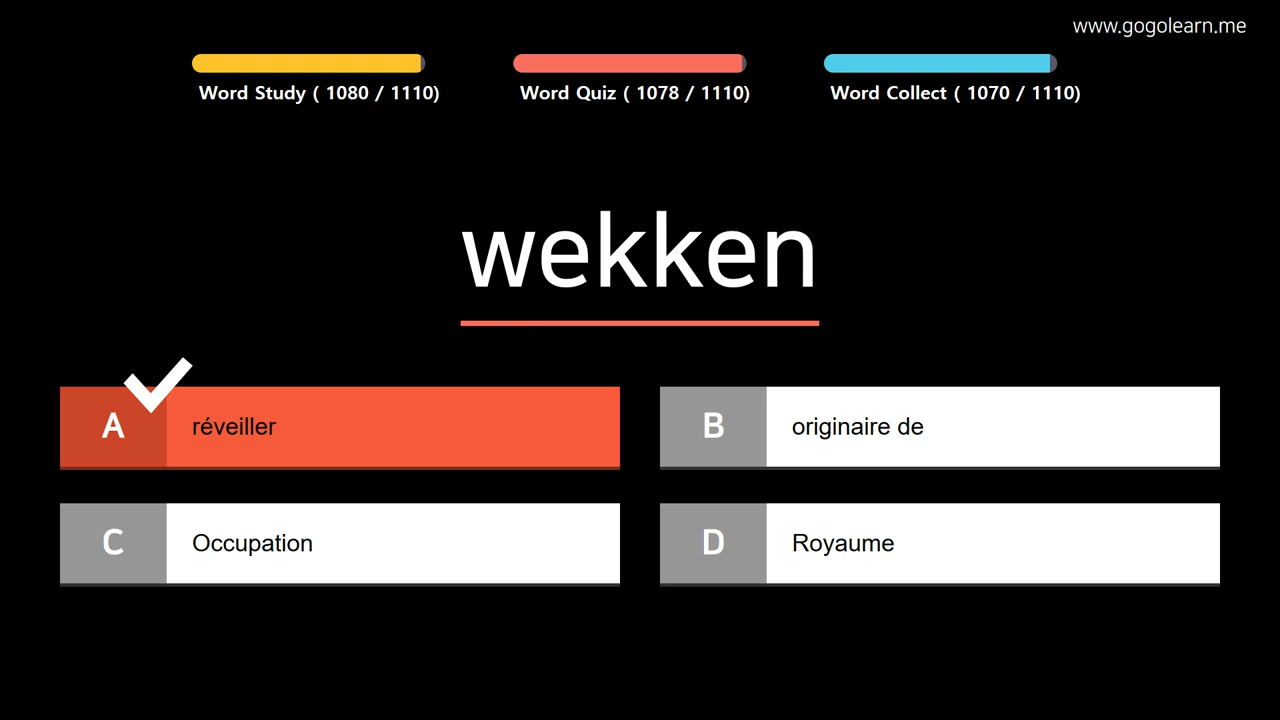 www.gogolearn.me
Word Study ( 1080 / 1110)
Word Quiz ( 1078 / 1110)
Word Collect ( 1070 / 1110)
wekken
A réveiller
B originaire de
C Occupation
D Royaume